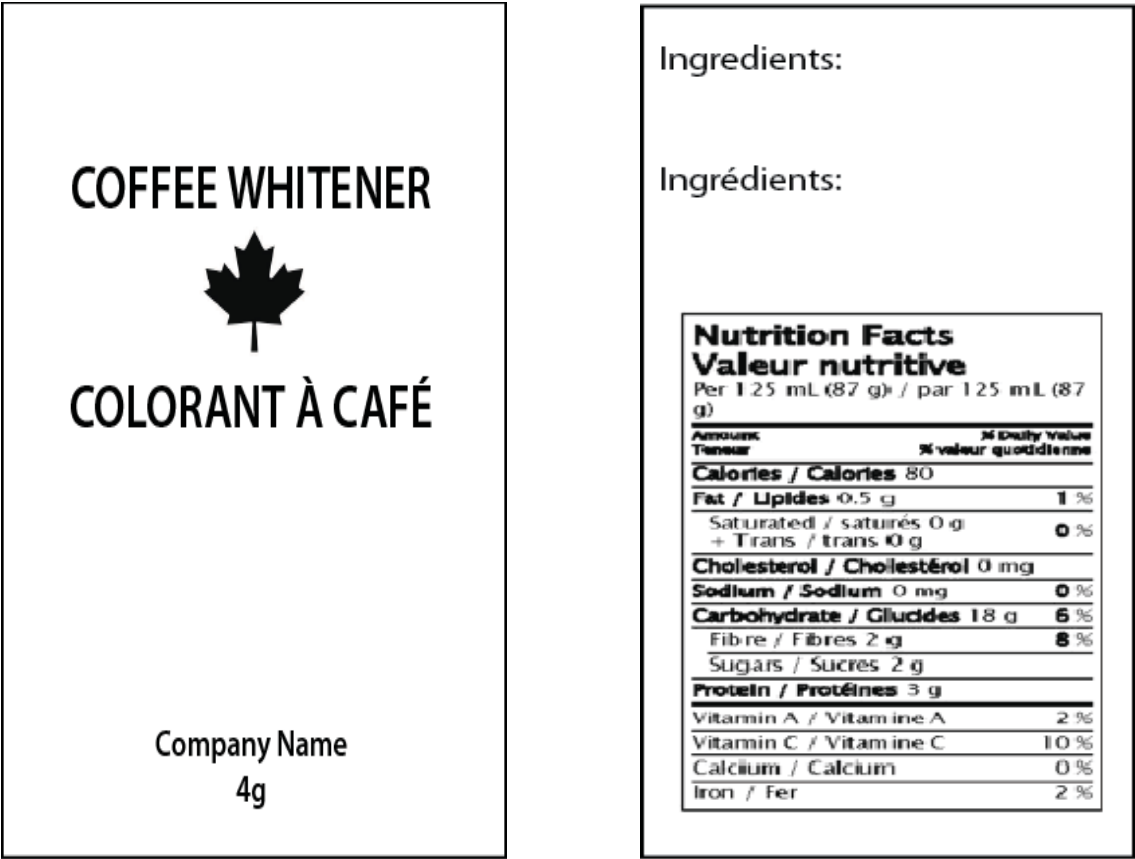 COFFEE WHITENER
COLORANT À CAFÉ
Company Name
4g
Ingredients:
Ingrédients:
Nutrition Facts
Valeur nutritive
Per 125 mL (87 g) / par 125 mL (87
g)
Amount % Daily Value
Teneur % valeur quotidienne
Calories / Calories 80
Fat / Lipides 0.5 g 1 %
Saturated / saturés 0 g
+ Trans / trans 0 g 0 %
Cholesterol / Cholestérol 0 mg
Sodium / Sodium 0 mg 0 %
Carbohydrate / Glucides 18 g 6 %
Fibre / Fibres 2 g 8 %
Sugars / Sucres 2 g
Protein / Protéines 3 g
Vitamin A / Vitamine A 2 %
Vitamin C / Vitamine C 10 %
Calcium / Calcium 0 %
Iron / Fer 2 %